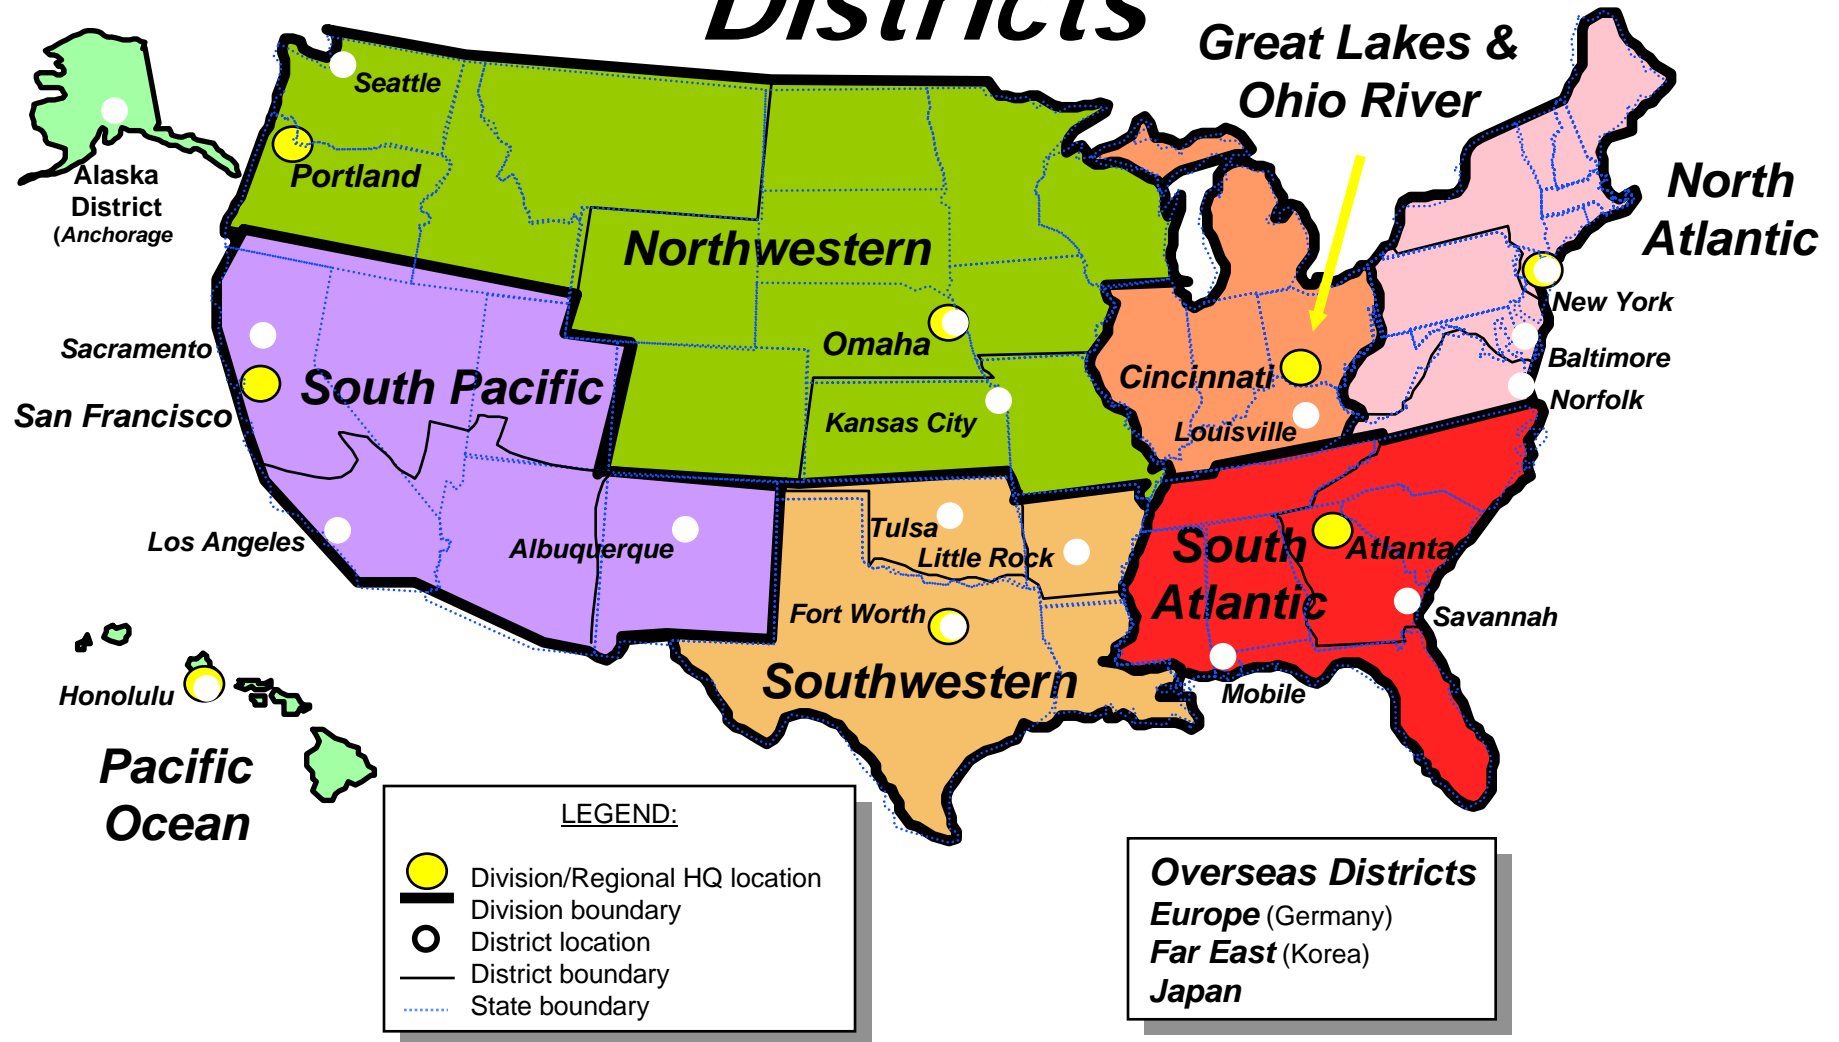 Districts
Great Lakes &
Ohio River
Seattle
Portland
Alaska
District
(Anchorage
North
Atlantic
Northwestern
New York
Omaha
Sacramento
Baltimore
South Pacific
Cincinnati
San Francisco
Kansas City
Norfolk
Louisville
Los Angeles
Albuquerque
Tulsa
Little Rock
South
Atlantic
Atlanta
Fort Worth
Savannah
Southwestern
Mobile
Honolulu
Pacific
Ocean
LEGEND:
Division/Regional HQ location
Division boundary
District location
District boundary
State boundary
Overseas Districts
Europe (Germany)
Far East (Korea)
Japan